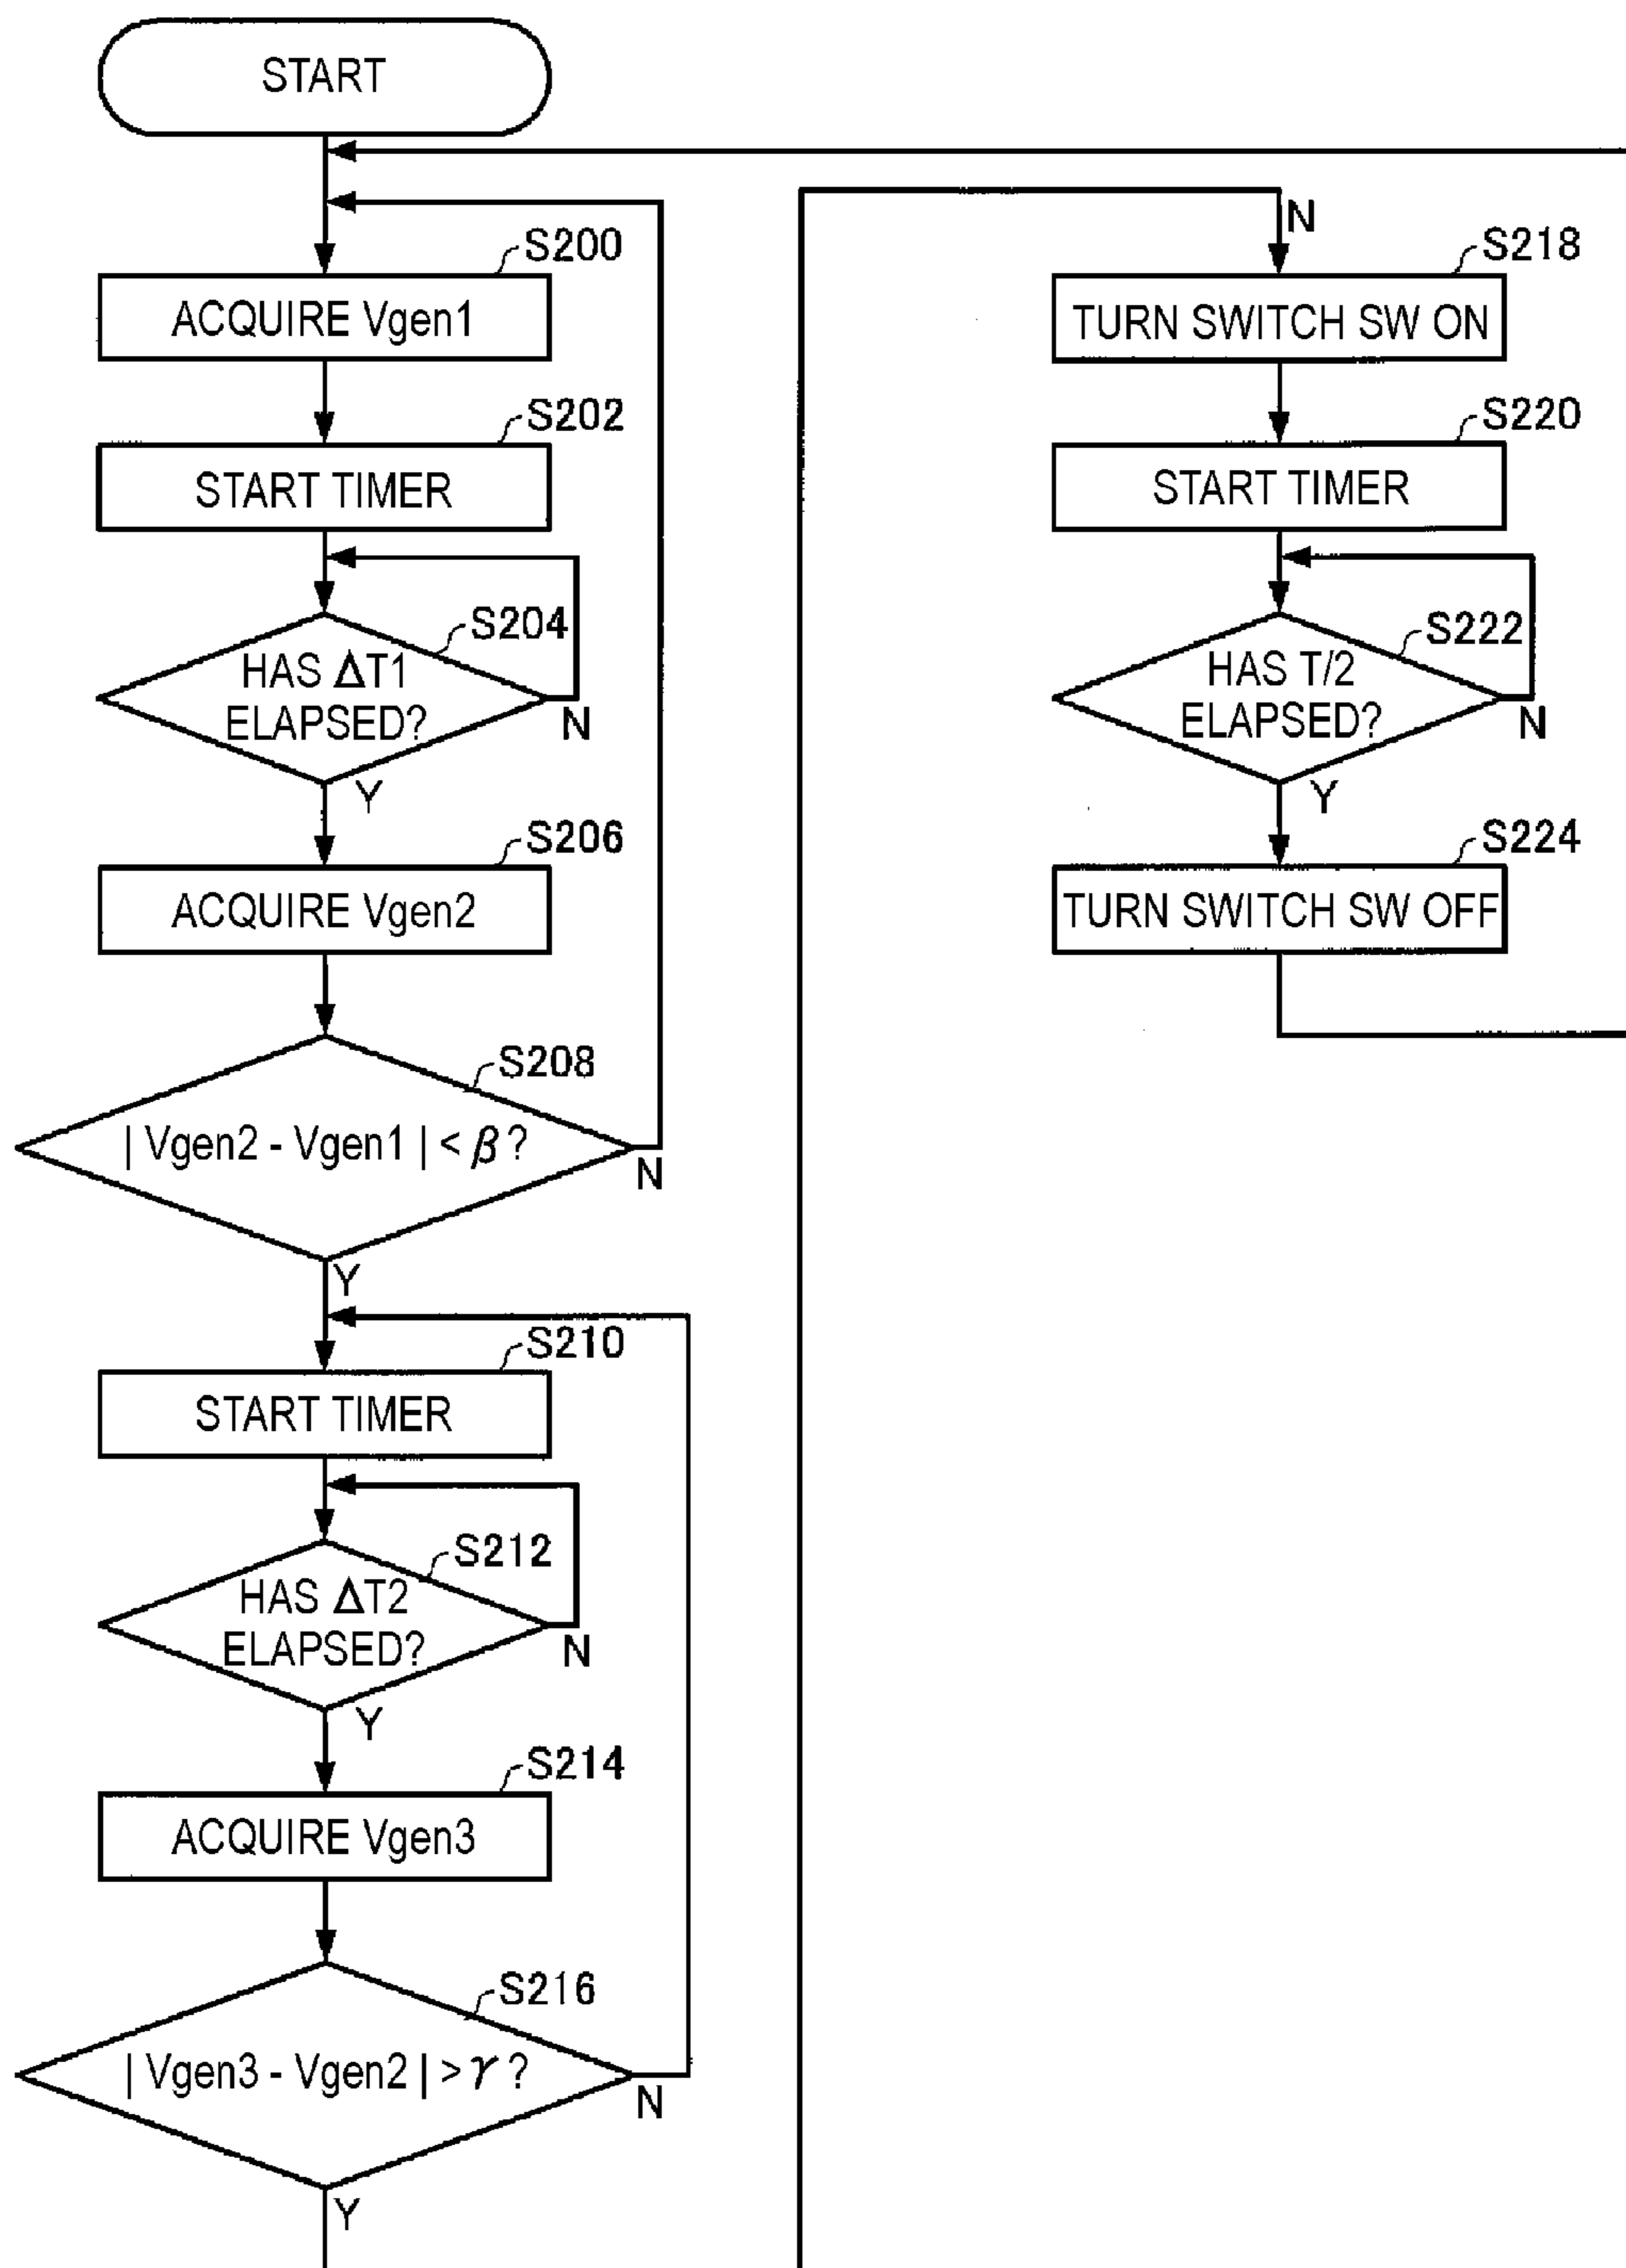 START
S200
ACQUIRE Vgen1
S202
START TIMER
S204
HAS ΔT1
ELAPSED?
N
Y
S206
ACQUIRE Vgen2
S208
| Vgen2 - Vgen1 | < β ?
N
Y
S210
START TIMER
S212
HAS ΔT2
ELAPSED?
N
Y
S214
ACQUIRE Vgen3
S216
| Vgen3 - Vgen2 | > γ ?
N
Y
N
S218
TURN SWITCH SW ON
S220
START TIMER
S222
HAS T/2
ELAPSED?
N
Y
S224
TURN SWITCH SW OFF